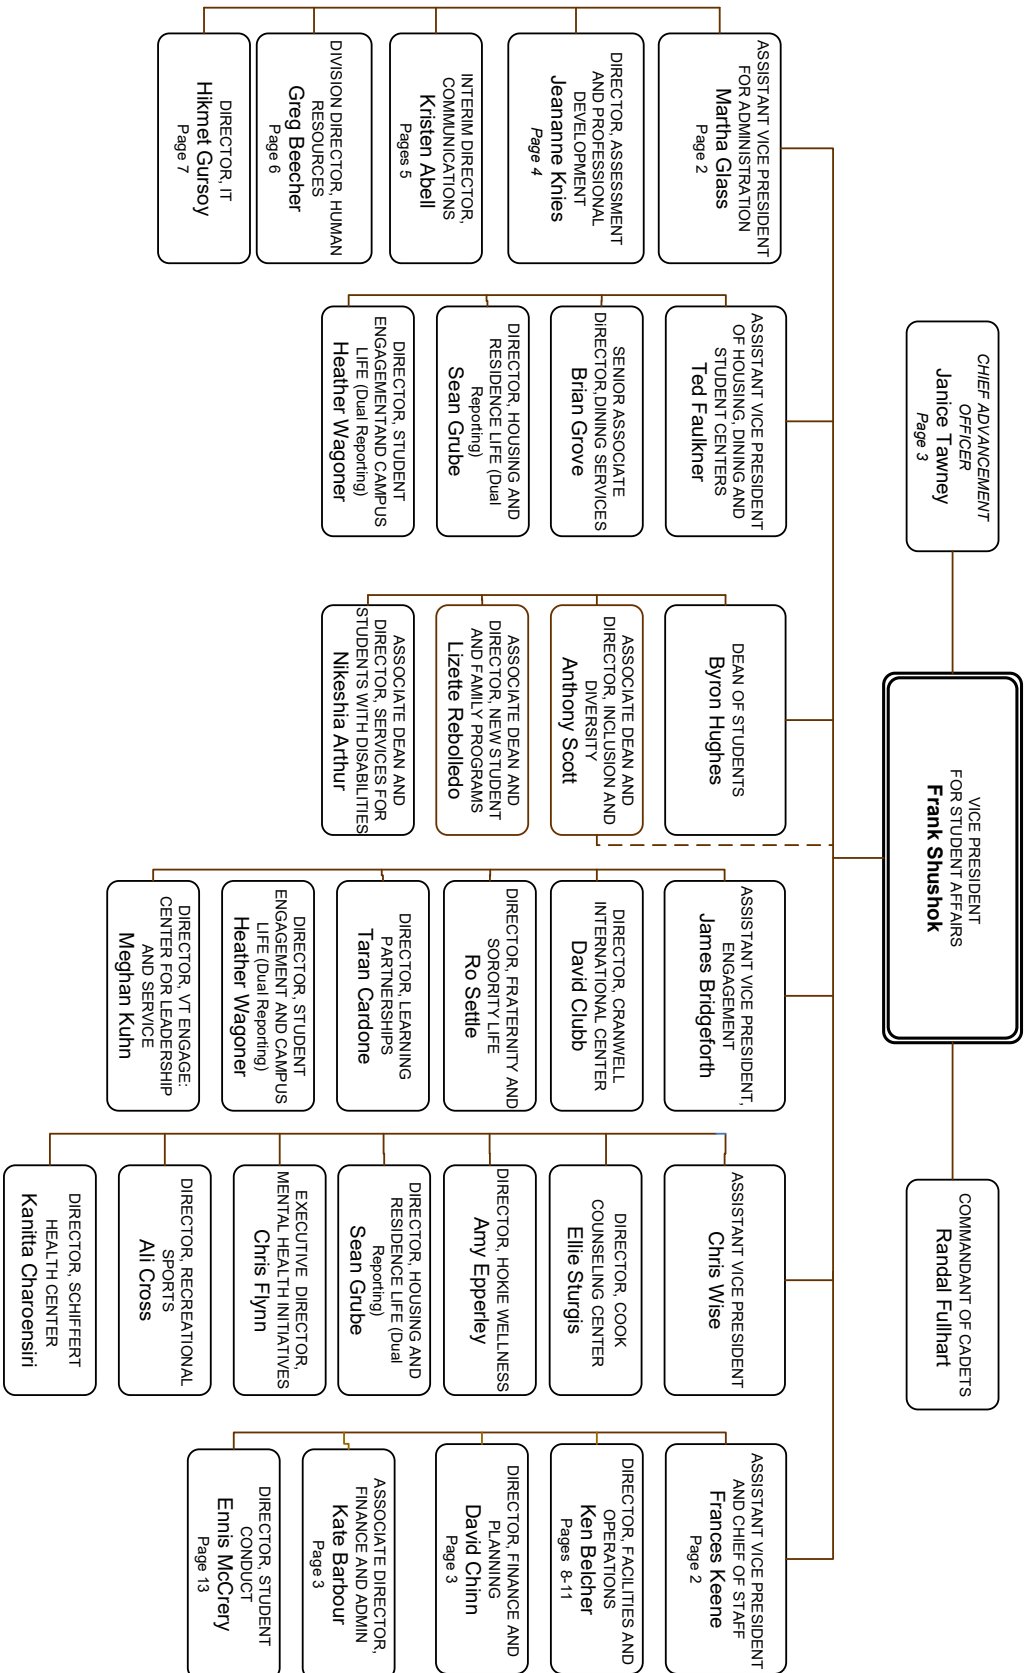 VICE PRESIDENT
FOR STUDENT AFFAIRS
Frank Shushok
CHIEF ADVANCEMENT
OFFICER
Janice Tawney
Page 3
COMMANDANT OF CADETS
Randal Fullhart
ASSISTANT VICE PRESIDENT
FOR ADMINISTRATION
Martha Glass
Page 2
DIRECTOR, ASSESSMENT
AND PROFESSIONAL
DEVELOPMENT
Jeananne Knies
Page 4
INTERIM DIRECTOR,
COMMUNICATIONS
Kristen Abell
Pages 5
DIVISION DIRECTOR, HUMAN
RESOURCES
Greg Beecher
Page 6
DIRECTOR, IT
Hikmet Gursoy
Page 7
ASSISTANT VICE PRESIDENT
OF HOUSING, DINING AND
STUDENT CENTERS
Ted Faulkner
SENIOR ASSOCIATE
DiRECTOR,DINING SERVICES
Brian Grove
DIRECTOR, HOUSING AND
RESIDENCE LIFE (Dual
Reporting)
Sean Grube
DIRECTOR, STUDENT
ENGAGEMENTAND CAMPUS
LIFE (Dual Reporting)
Heather Wagoner
DEAN OF STUDENTS
Byron Hughes
ASSOCIATE DEAN AND
DIRECTOR, INCLUSION AND
DIVERSITY
Anthony Scott
ASSOCIATE DEAN AND
DIRECTOR, NEW STUDENT
AND FAMILY PROGRAMS
Lizette Rebolledo
ASSOCIATE DEAN AND
DIRECTOR, SERVICES FOR
STUDENTS WITH DISABILITIES
Nikeshia Arthur
ASSISTANT VICE PRESIDENT,
ENGAGEMENT
James Bridgeforth
DIRECTOR, CRANWELL
INTERNATIONAL CENTER
David Clubb
DIRECTOR, FRATERNITY AND
SORORITY LIFE
Ro Settle
DIRECTOR, LEARNING
PARTNERSHIPS
Taran Cardone
DIRECTOR, STUDENT
ENGAGEMENT AND CAMPUS
LIFE (Dual Reporting)
Heather Wagoner
DIRECTOR, VT ENGAGE:
CENTER FOR LEADERSHIP
AND SERVICE
Meghan Kuhn
ASSISTANT VICE PRESIDENT
Chris Wise
DIRECTOR, COOK
COUNSELING CENTER
Ellie Sturgis
DIRECTOR, HOKIE WELLNESS
Amy Epperley
DIRECTOR, HOUSING AND
RESIDENCE LIFE (Dual
Reporting)
Sean Grube
EXECUTIVE DIRECTOR,
MENTAL HEALTH INITIATIVES
Chris Flynn
DIRECTOR, RECREATIONAL
SPORTS
Ali Cross
DIRECTOR, SCHIFFERT
HEALTH CENTER
Kanitta Charoensiri
ASSISTANT VICE PRESIDENT
AND CHIEF OF STAFF
Frances Keene
Page 2
DIRECTOR, FACILITIES AND
OPERATIONS
Ken Belcher
Pages 8-11
DIRECTOR, FINANCE AND
PLANNING
David Chinn
Page 3
ASSOCIATE DIRECTOR,
FINANCE AND ADMIN
Kate Barbour
Page 3
DIRECTOR, STUDENT
CONDUCT
Ennis McCrery
Page 13